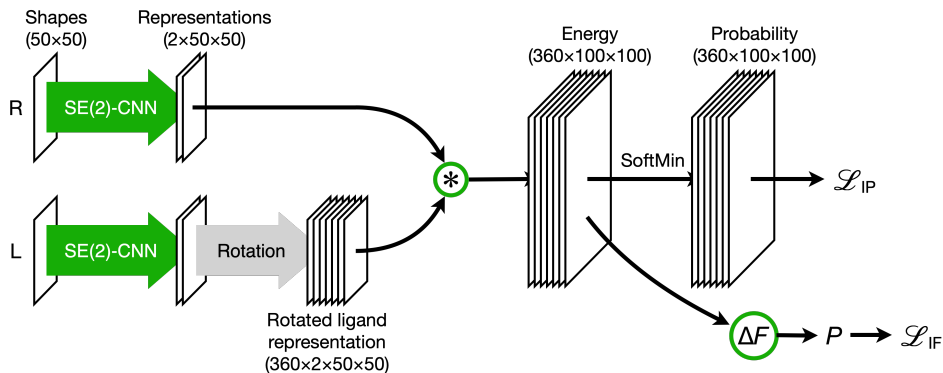 Shapes
(50×50)
Representations
(2×50×50)
Energy
(360×100×100)
Probability
(360×100×100)
R
SE(2)-CNN
SoftMin
*
ℒIP
L
SE(2)-CNN
Rotation
Rotated ligand
representation
(360×2×50×50)
ΔF
P
ℒIF